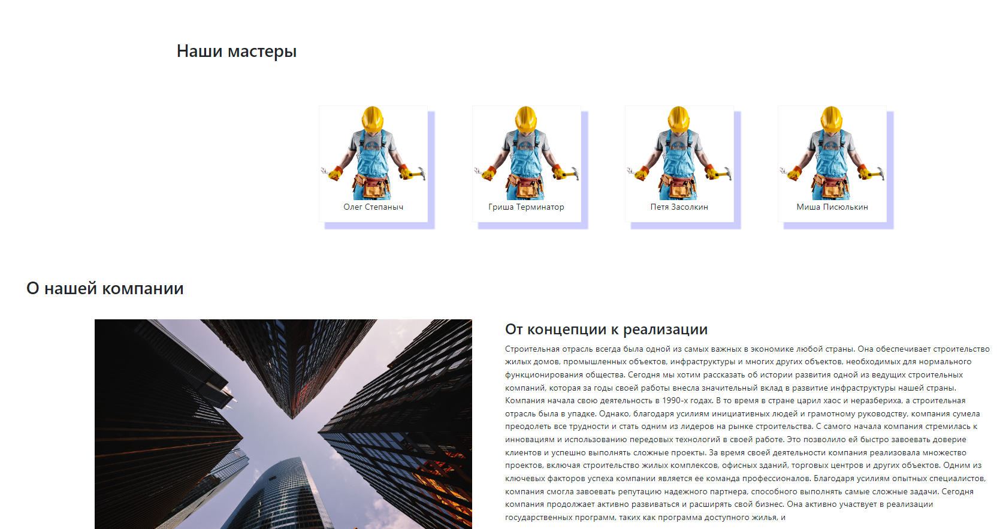 Наши мастеры
Олег Степаныч
Гриша Терминатор
Петя Засолкин
Миша Писюлькин
О нашей компании
От концепции к реализации
Строительная отрасль всегда была одной из самых важных в экономике любой страны. Она обеспечивает строительство
жилых домов, промышленных объектов, инфраструктуры и многих других объектов, необходимых для нормального
функционирования общества. Сегодня мы хотим рассказать об истории развития одной из ведущих строительных
компаний, которая за годы своей работы внесла значительный вклад в развитие инфраструктуры нашей страны.
Компания начала свою деятельность в 1990-х годах. В то время в стране царил хаос и неразбериха, а строительная
отрасль была в упадке. Однако, благодаря усилиям инициативных людей и грамотному руководству, компания сумела
преодолеть все трудности и стать одним из лидеров на рынке строительства. С самого начала компания стремилась к
инновациям и использованию передовых технологий в своей работе. Это позволило ей быстро завоевать доверие
клиентов и успешно выполнять сложные проекты. За время своей деятельности компания реализовала множество
проектов, включая строительство жилых комплексов, офисных зданий, торговых центров и других объектов. Одним из
ключевых факторов успеха компании является ее команда профессионалов. Благодаря усилиям опытных специалистов,
компания смогла завоевать репутацию надежного партнера, способного выполнять самые сложные задачи. Сегодня
компания продолжает активно развиваться и расширять свой бизнес. Она активно участвует в реализации
государственных программ, таких как программа доступного жилья, и